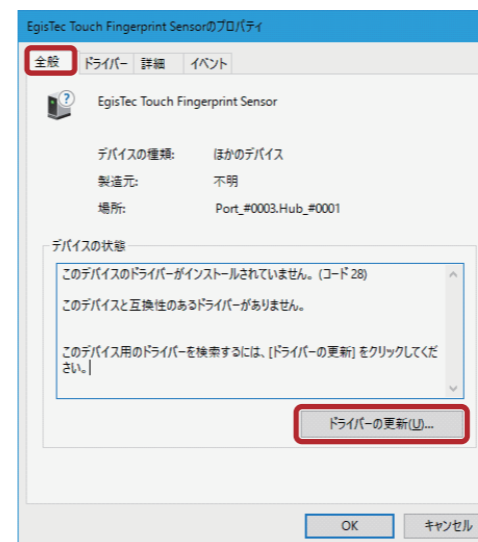 EgisTec Touch Fingerprint Sensorのプロパティ
全般 ドライバー 詳細 イベント
EgisTec Touch Fingerprint Sensor
デバイスの種類: ほかのデバイス
製造元: 不明
場所: Port_#0003.Hub_#0001
デバイスの状態
このデバイスのドライバーがインストールされていません。 (コード 28)
このデバイスと互換性のあるドライバーがありません。
このデバイス用のドライバーを検索するには、[ドライバーの更新] をクリックしてくだ
さい。
ドライバーの更新(U)...
OK キャンセル